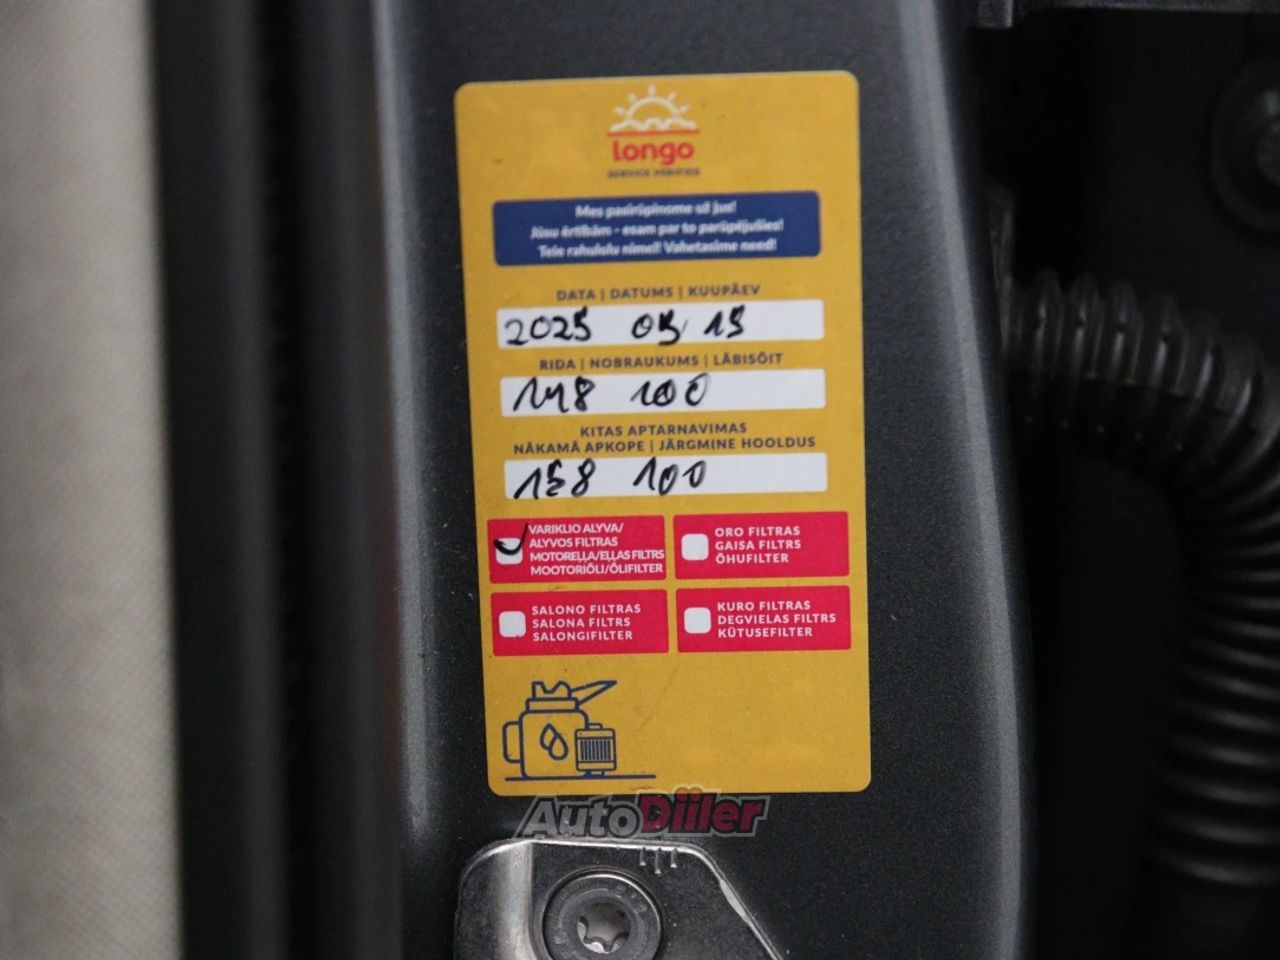 longo
SERVICE VERIFIED
Mes pasirūpinome už jus!
Jūsu ērtībām - esam par to parūpējušies!
Teie rahulolu nimel! Vahetasime need!
DATA | DATUMS | KUUPÄEV
2025 05 15
RIDA | NOBRAUKUMS | LÄBISÕIT
148 100
KITAS APTARNAVIMAS
NĀKAMĀ APKOPE | JÄRGMINE HOOLDUS
158 100
VARIKLIO ALYVA/
ALYVOS FILTRAS
MOTOREĻĻA/EĻĻAS FILTRS
MOOTORIÕLI/ÕLIFILTER
ORO FILTRAS
GAISA FILTRS
ÕHUFILTER
SALONO FILTRAS
SALONA FILTRS
SALONGIFILTER
KURO FILTRAS
DEGVIELAS FILTRS
KÜTUSEFILTER
AutoDiiler